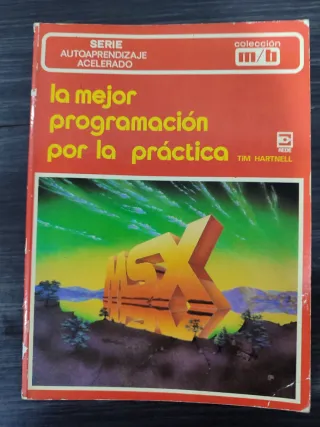 SERIE
AUTOAPRENDIZAJE
ACELERADO
colección
m/h
la mejor
programación
por la práctica
TIM HARTNELL
MSX